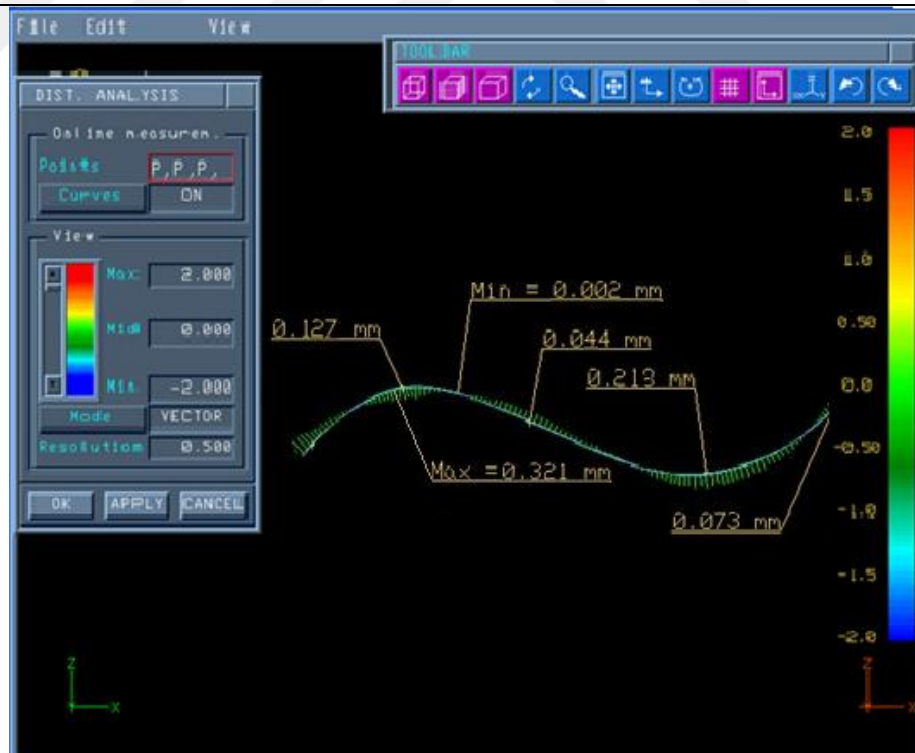 File Edit View
TOOL BAR
DIST. ANALYSIS
Online measurem.
Points P,P,P,
Curves ON
View
Max 2.000
Mid 0.000
Min -2.000
Mode VECTOR
Resolution 0.500
OK APPLY CANCEL
Min = 0.002 mm
0.127 mm
0.044 mm
0.213 mm
Max =0.321 mm
0.073 mm
2.0
1.5
1.0
0.50
0.0
-0.50
-1.0
-1.5
-2.0
Z
X
Z